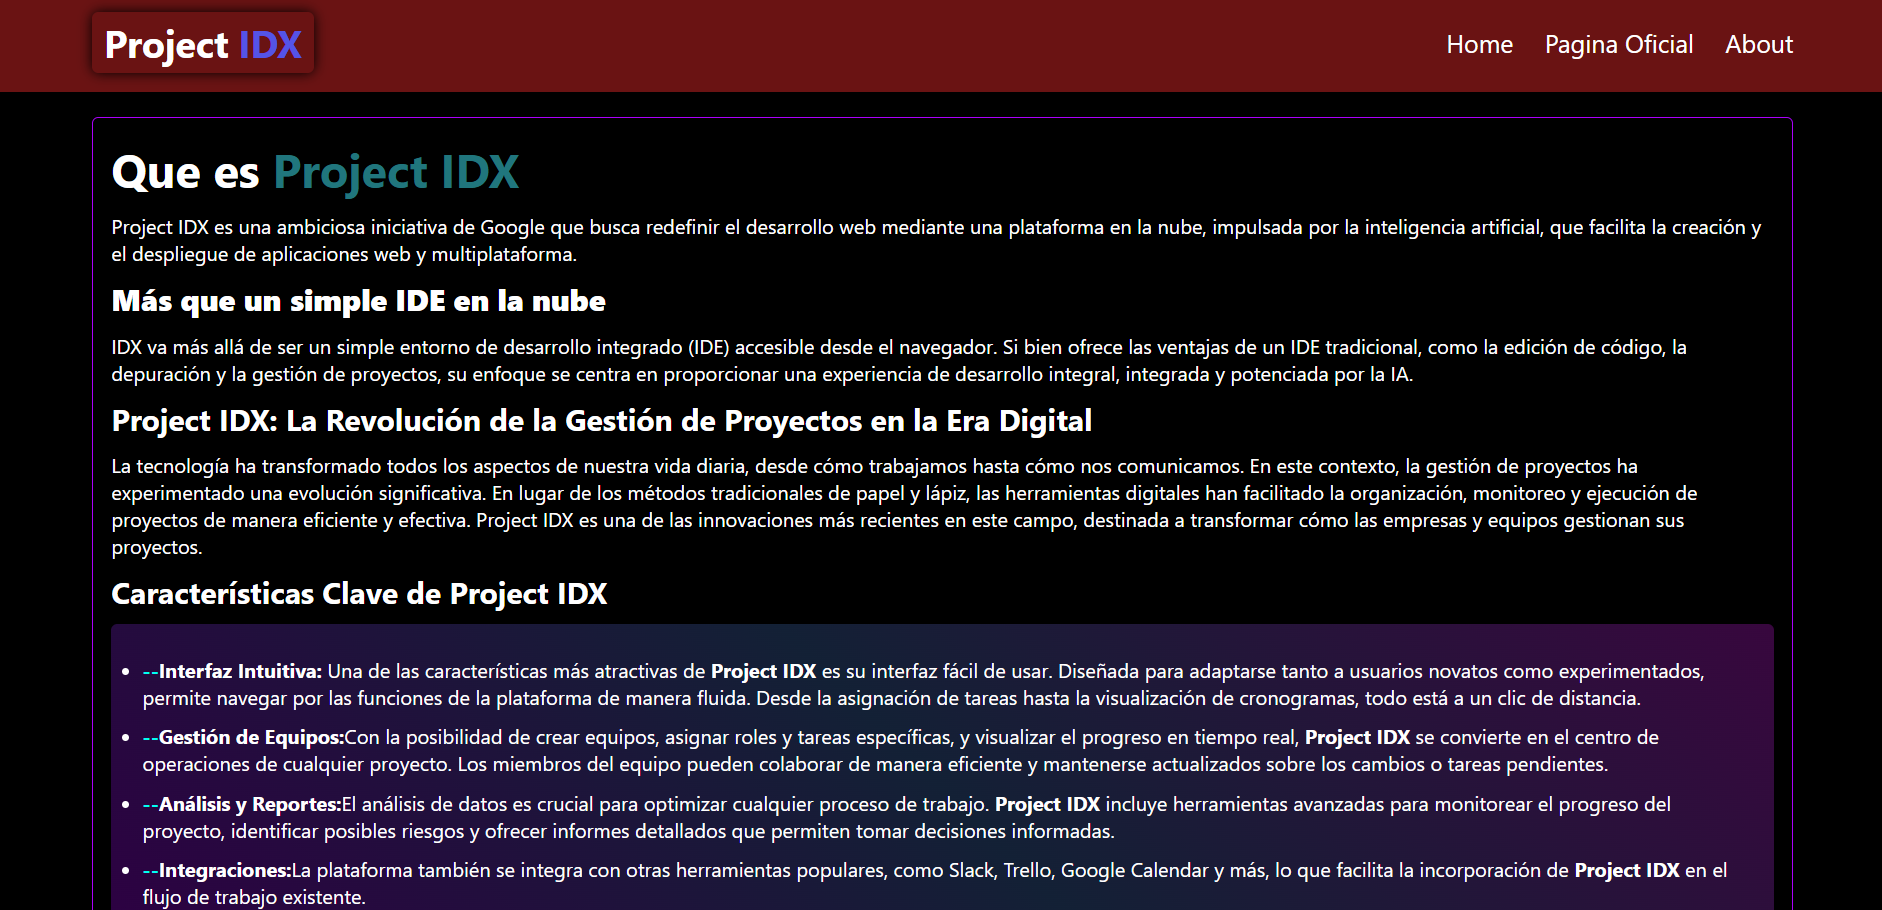 Project IDX
Home Pagina Oficial About
Que es Project IDX
Project IDX es una ambiciosa iniciativa de Google que busca redefinir el desarrollo web mediante una plataforma en la nube, impulsada por la inteligencia artificial, que facilita la creación y
el despliegue de aplicaciones web y multiplataforma.
Más que un simple IDE en la nube
IDX va más allá de ser un simple entorno de desarrollo integrado (IDE) accesible desde el navegador. Si bien ofrece las ventajas de un IDE tradicional, como la edición de código, la
depuración y la gestión de proyectos, su enfoque se centra en proporcionar una experiencia de desarrollo integral, integrada y potenciada por la IA.
Project IDX: La Revolución de la Gestión de Proyectos en la Era Digital
La tecnología ha transformado todos los aspectos de nuestra vida diaria, desde cómo trabajamos hasta cómo nos comunicamos. En este contexto, la gestión de proyectos ha
experimentado una evolución significativa. En lugar de los métodos tradicionales de papel y lápiz, las herramientas digitales han facilitado la organización, monitoreo y ejecución de
proyectos de manera eficiente y efectiva. Project IDX es una de las innovaciones más recientes en este campo, destinada a transformar cómo las empresas y equipos gestionan sus
proyectos.
Características Clave de Project IDX
• --Interfaz Intuitiva: Una de las características más atractivas de Project IDX es su interfaz fácil de usar. Diseñada para adaptarse tanto a usuarios novatos como experimentados,
permite navegar por las funciones de la plataforma de manera fluida. Desde la asignación de tareas hasta la visualización de cronogramas, todo está a un clic de distancia.
• --Gestión de Equipos:Con la posibilidad de crear equipos, asignar roles y tareas específicas, y visualizar el progreso en tiempo real, Project IDX se convierte en el centro de
operaciones de cualquier proyecto. Los miembros del equipo pueden colaborar de manera eficiente y mantenerse actualizados sobre los cambios o tareas pendientes.
• --Análisis y Reportes:El análisis de datos es crucial para optimizar cualquier proceso de trabajo. Project IDX incluye herramientas avanzadas para monitorear el progreso del
proyecto, identificar posibles riesgos y ofrecer informes detallados que permiten tomar decisiones informadas.
• --Integraciones:La plataforma también se integra con otras herramientas populares, como Slack, Trello, Google Calendar y más, lo que facilita la incorporación de Project IDX en el
flujo de trabajo existente.